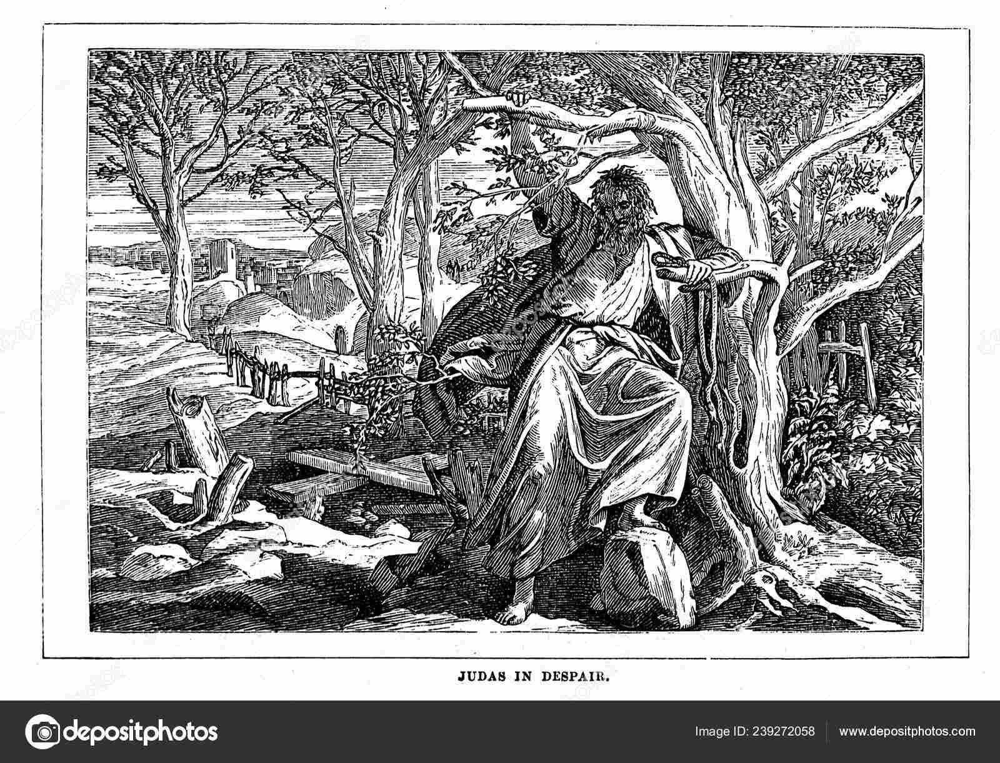 JUDAS IN DESPAIR.
depositphotos
Image ID: 239272058
www.depositphotos.com